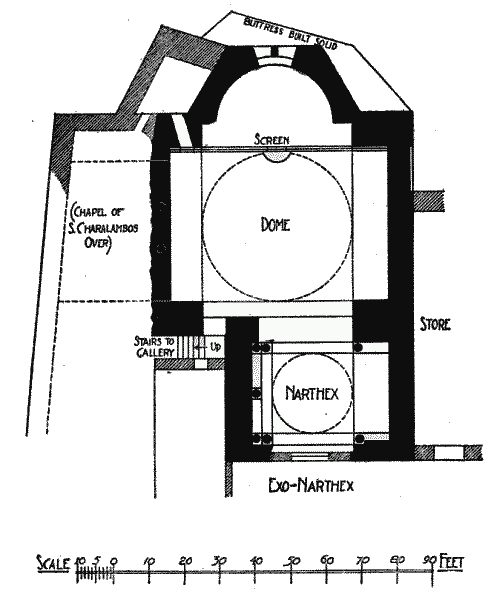 BUTTRESS BUILT SOLID
SCREEN
DOME
(CHAPEL OF
S. CHARALAMBOS
OVER)
STAIRS TO
GALLERY
UP
STORE
NARTHEX
EXO-NARTHEX
SCALE 10 5 0 10 20 30 40 50 60 70 80 90 FEET